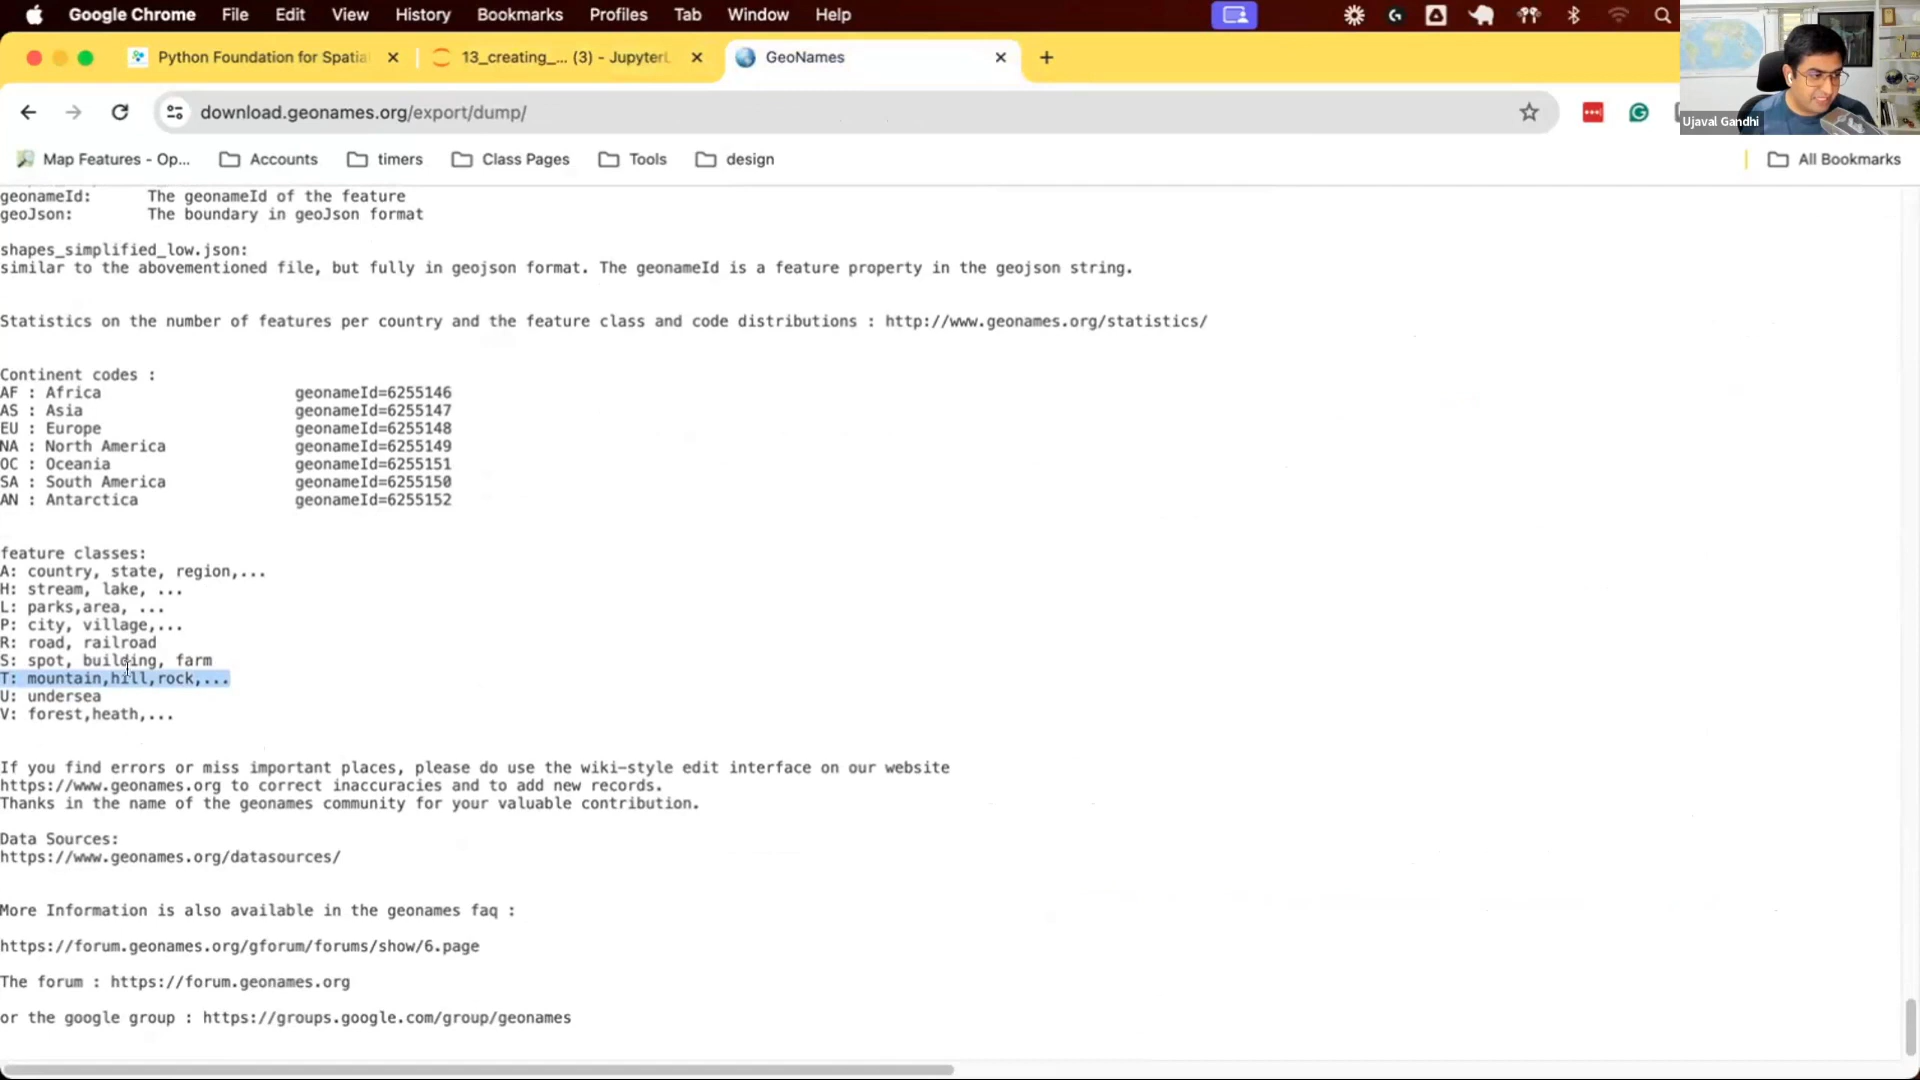 Google Chrome File Edit View History Bookmarks Profiles Tab Window Help
Python Foundation for Spatia
13_creating_... (3) - JupyterL
GeoNames
download.geonames.org/export/dump/
Ujaval Gandhi
Map Features - Op... Accounts timers Class Pages Tools design All Bookmarks
geonameId: The geonameId of the feature
geoJson: The boundary in geoJson format
shapes_simplified_low.json:
similar to the abovementioned file, but fully in geojson format. The geonameId is a feature property in the geojson string.
Statistics on the number of features per country and the feature class and code distributions : http://www.geonames.org/statistics/
Continent codes :
AF : Africa geonameId=6255146
AS : Asia geonameId=6255147
EU : Europe geonameId=6255148
NA : North America geonameId=6255149
OC : Oceania geonameId=6255151
SA : South America geonameId=6255150
AN : Antarctica geonameId=6255152
feature classes:
A: country, state, region,...
H: stream, lake, ...
L: parks,area, ...
P: city, village,...
R: road, railroad
S: spot, building, farm
T: mountain,hill,rock,...
U: undersea
V: forest,heath,...
If you find errors or miss important places, please do use the wiki-style edit interface on our website
https://www.geonames.org to correct inaccuracies and to add new records.
Thanks in the name of the geonames community for your valuable contribution.
Data Sources:
https://www.geonames.org/datasources/
More Information is also available in the geonames faq :
https://forum.geonames.org/gforum/forums/show/6.page
The forum : https://forum.geonames.org
or the google group : https://groups.google.com/group/geonames